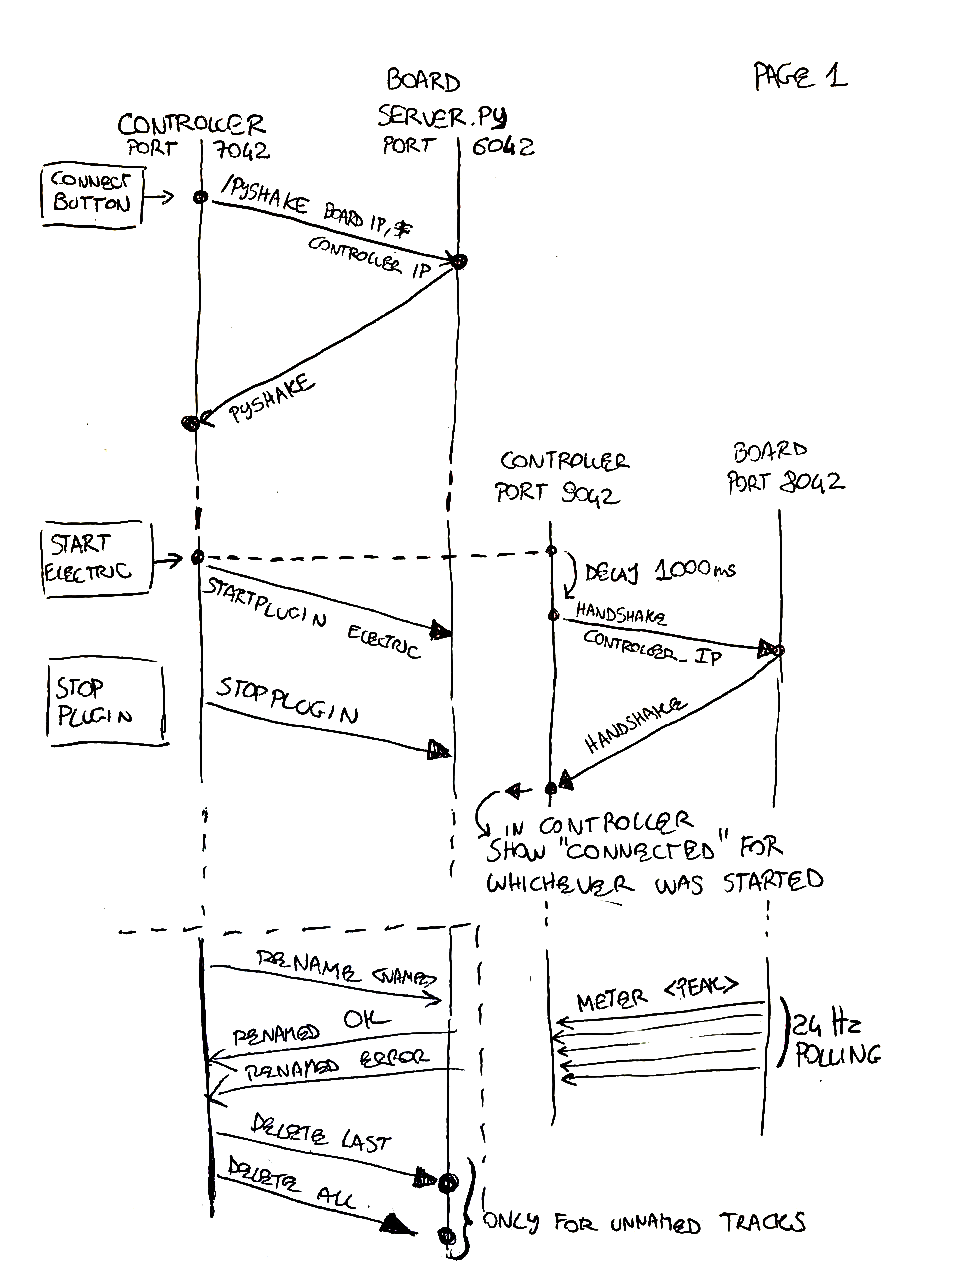 PAGE 1
BOARD
SERVER.PY
PORT 6042
CONTROLLER
PORT 7042
CONNECT
BUTTON
/PYSHAKE BOARD IP,
CONTROLLER IP
PYSHAKE
CONTROLLER
PORT 9042
BOARD
PORT 8042
START
ELECTRIC
DELAY 1000ms
STARTPLUGIN ELECTRIC
HANDSHAKE
CONTROLLER_IP
STOP
PLUGIN
STOPPLUGIN
HANDSHAKE
IN CONTROLLER
SHOW "CONNECTED" FOR
WHICHEVER WAS STARTED
RENAME <NAME>
METER <PEAK>
RENAMED OK
24 Hz
POLLING
RENAMED ERROR
DELETE LAST
DELETE ALL
ONLY FOR UNNAMED TRACKS